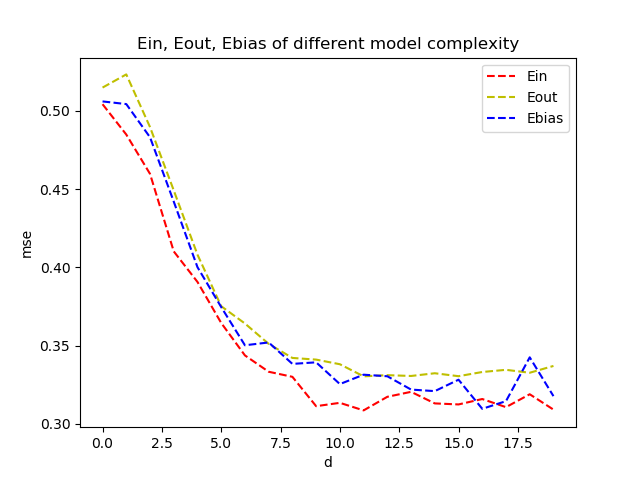 Ein, Eout, Ebias of different model complexity
Ein
Eout
Ebias
0.50
0.45
0.40
0.35
0.30
mse
0.0 2.5 5.0 7.5 10.0 12.5 15.0 17.5
d